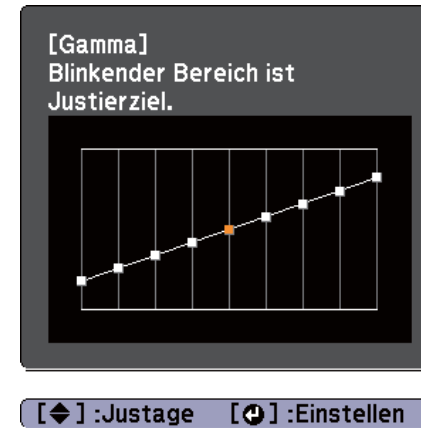 [Gamma]
Blinkender Bereich ist
Justierziel.
[◆] :Justage [↵] :Einstellen